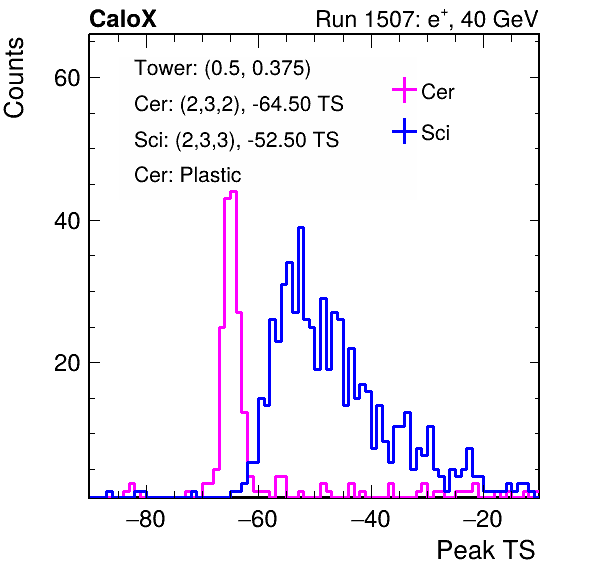 CaloX Run 1507: e⁺, 40 GeV
Counts
Tower: (0.5, 0.375)
Cer: (2,3,2), -64.50 TS
Sci: (2,3,3), -52.50 TS
Cer: Plastic
Cer
Sci
60
40
20
−80 −60 −40 −20
Peak TS